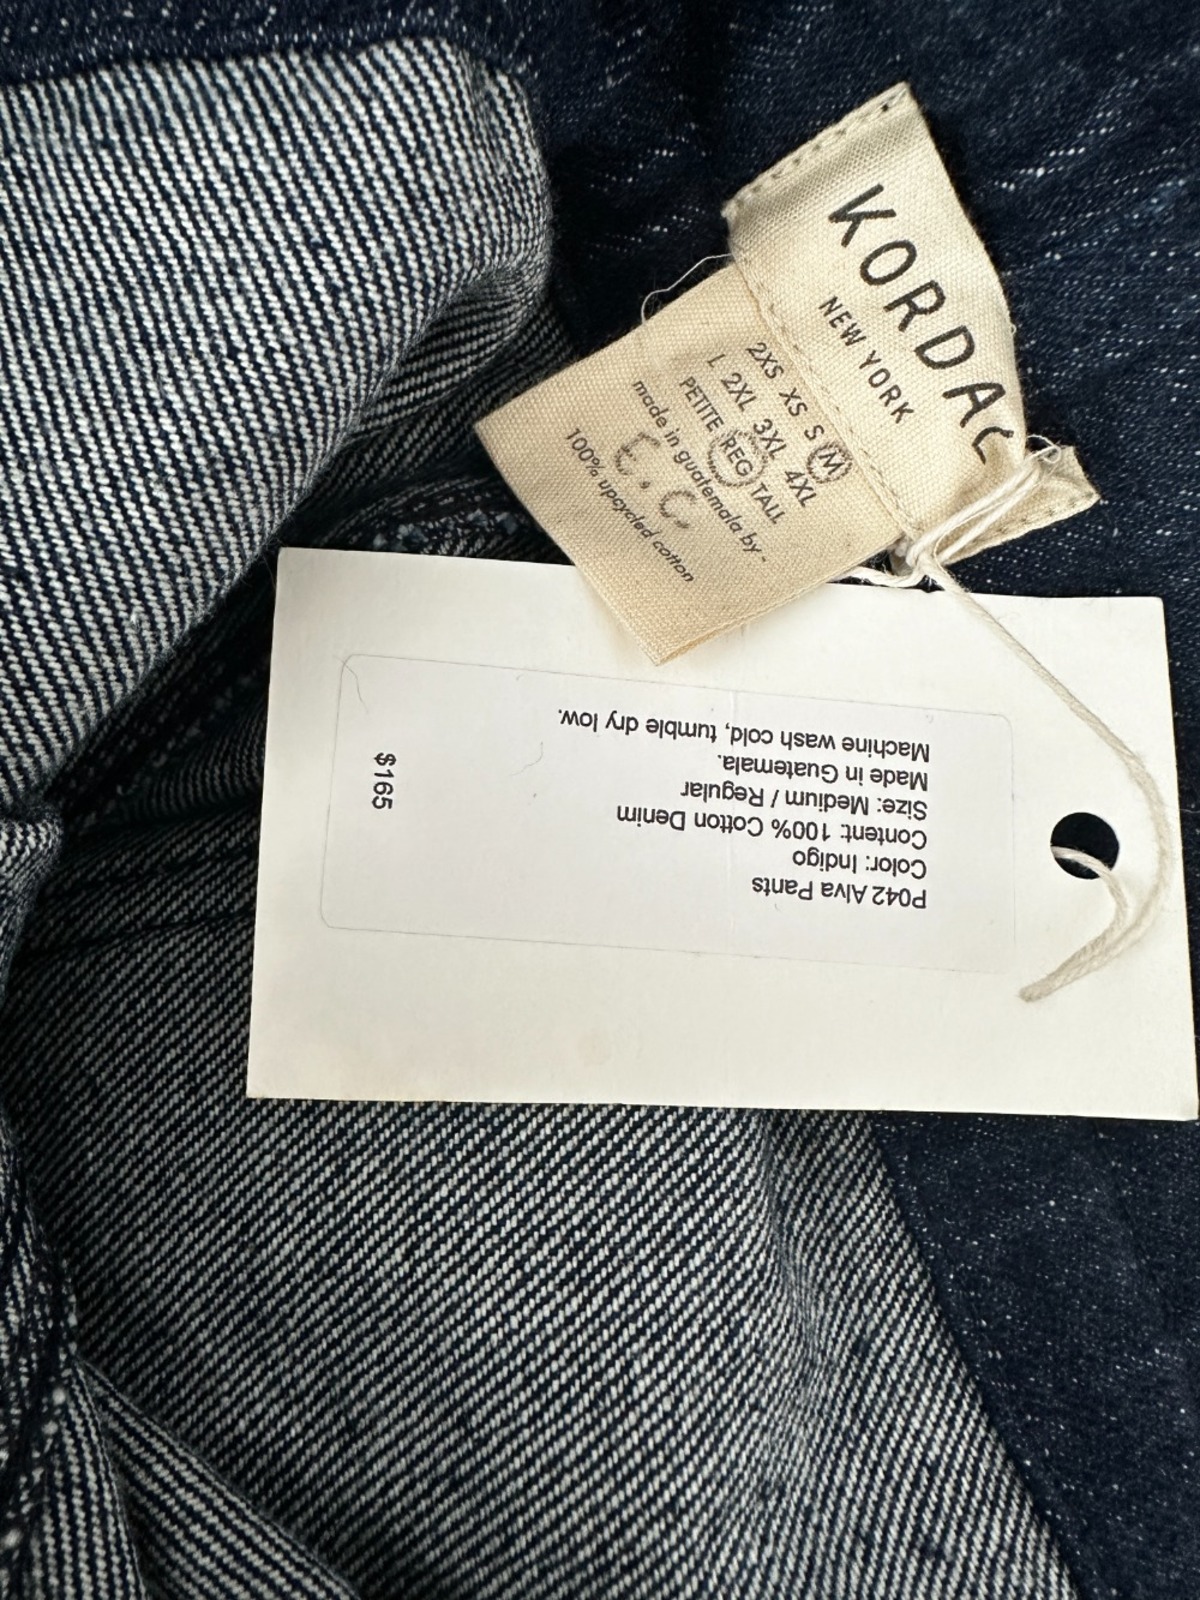 KORDAL
NEW YORK
2XS XS S M
L 2XL 3XL 4XL
PETITE REG TALL
made in guatemala by -
E.C
100% upcycled cotton
P042 Alva Pants
Color: Indigo
Content: 100% Cotton Denim
Size: Medium / Regular
Made in Guatemala.
Machine wash cold, tumble dry low.
$165